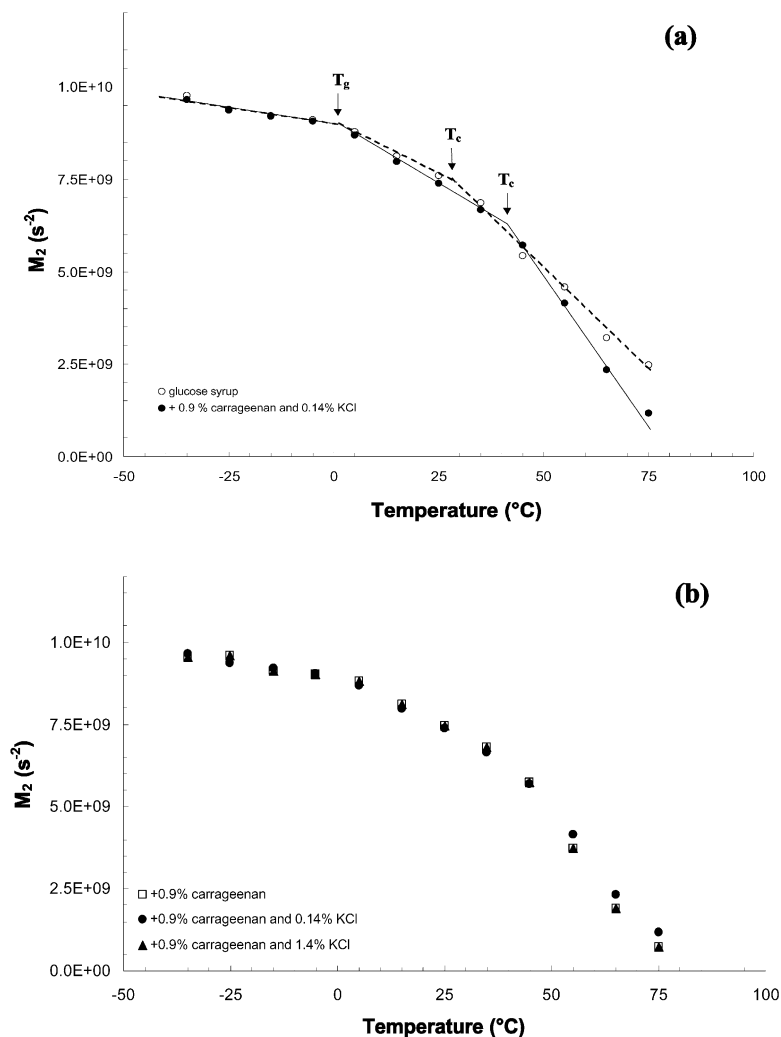 (a)
1.0E+10
7.5E+09
5.0E+09
2.5E+09
0.0E+00
M2 (s-2)
Tg
Tc
Tc
glucose syrup
+ 0.9 % carrageenan and 0.14% KCl
-50 -25 0 25 50 75 100
Temperature (°C)
(b)
1.0E+10
7.5E+09
5.0E+09
2.5E+09
0.0E+00
M2 (s-2)
+0.9% carrageenan
+0.9% carrageenan and 0.14% KCl
+0.9% carrageenan and 1.4% KCl
-50 -25 0 25 50 75 100
Temperature (°C)